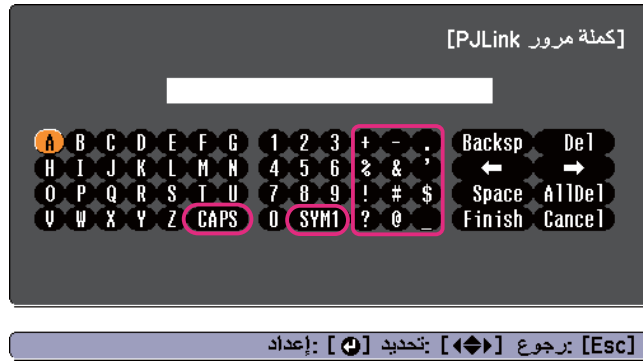 [كمئة مرور PJLink]
A B C D E F G 1 2 3 + - . Backsp Del
H I J K L M N 4 5 6 % & ' ← →
O P Q R S T U 7 8 9 ! # $ Space AllDel
V W X Y Z CAPS 0 SYM1 ? @ _ Finish Cancel
[Esc] :رجوع [◆] :تحديد [↵] :إعداد